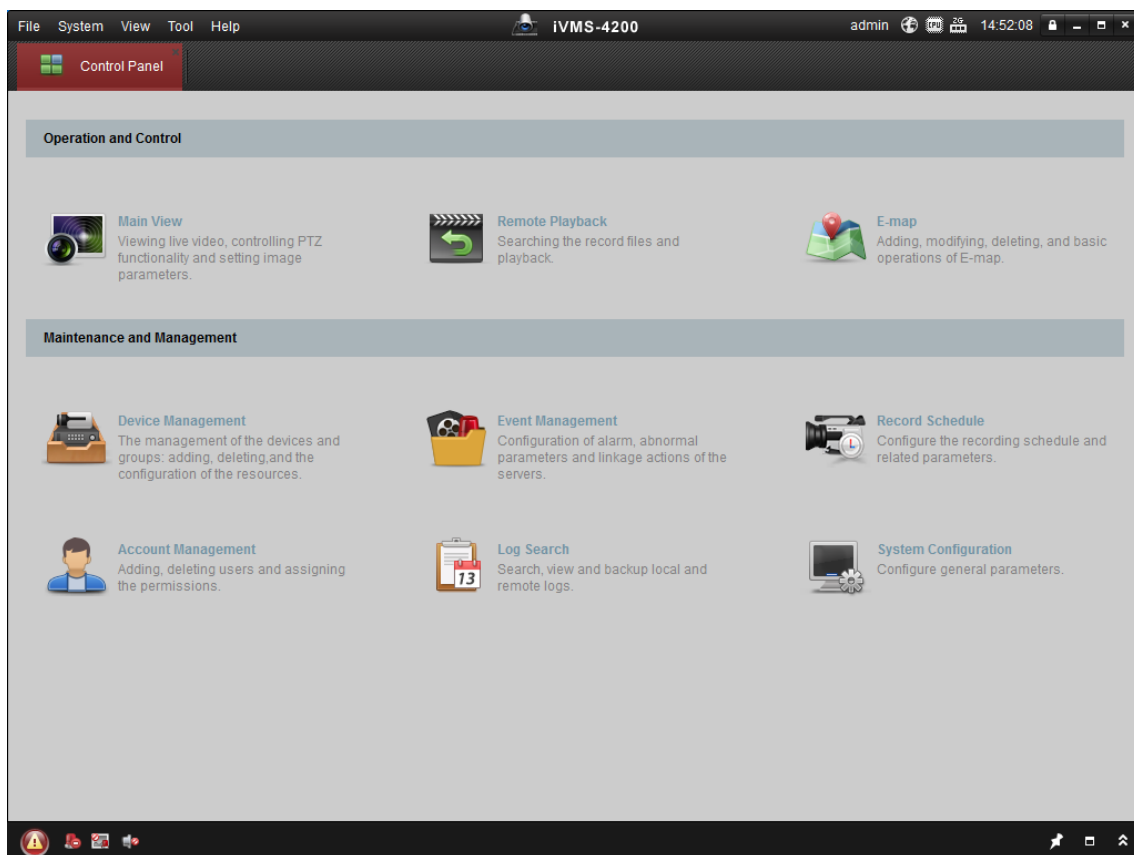 File System View Tool Help iVMS-4200 admin CPU 2G 14:52:08
Control Panel
Operation and Control
Main View
Viewing live video, controlling PTZ
functionality and setting image
parameters.
Remote Playback
Searching the record files and
playback.
E-map
Adding, modifying, deleting, and basic
operations of E-map.
Maintenance and Management
Device Management
The management of the devices and
groups: adding, deleting,and the
configuration of the resources.
Event Management
Configuration of alarm, abnormal
parameters and linkage actions of the
servers.
Record Schedule
Configure the recording schedule and
related parameters.
Account Management
Adding, deleting users and assigning
the permissions.
13
Log Search
Search, view and backup local and
remote logs.
System Configuration
Configure general parameters.